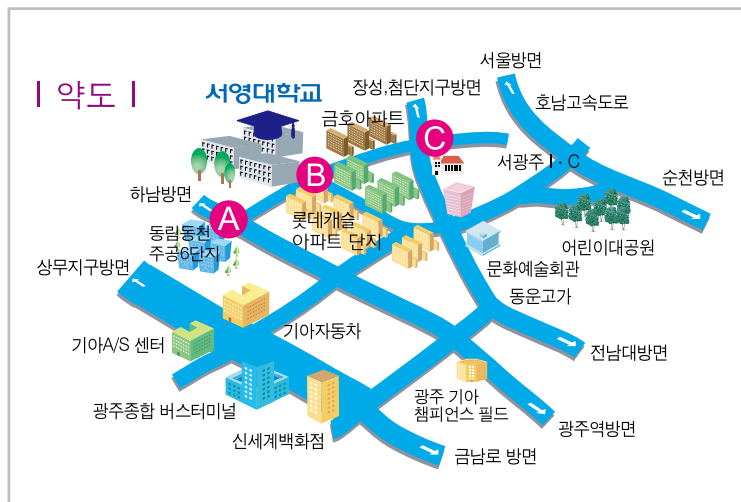 약도
서영대학교
장성,첨단지구방면
서울방면
호남고속도로
금호아파트
C
서광주 I·C
순천방면
B
하남방면
A
롯데캐슬
아파트 단지
동림동천
주공6단지
어린이대공원
문화예술회관
상무지구방면
동운고가
기아자동차
기아A/S 센터
전남대방면
광주 기아
챔피언스 필드
광주종합 버스터미널
신세계백화점
광주역방면
금남로 방면